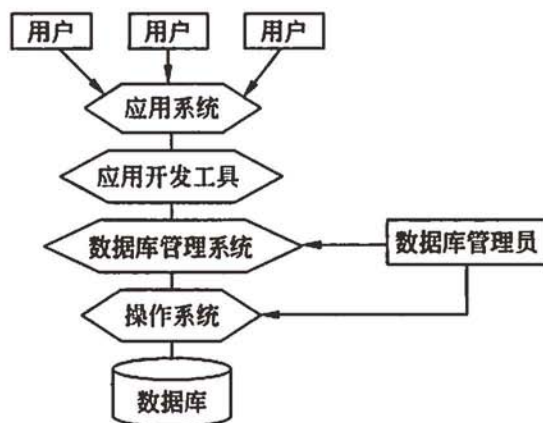 用户
用户
用户
应用系统
应用开发工具
数据库管理系统
数据库管理员
操作系统
数据库